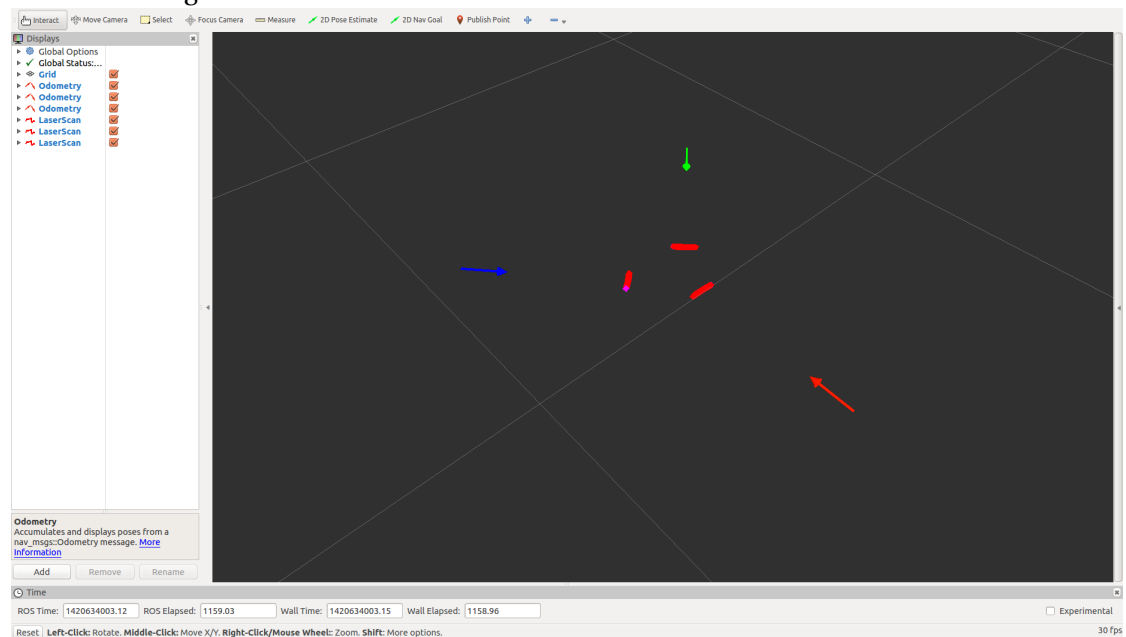 Interact Move Camera Select Focus Camera Measure 2D Pose Estimate 2D Nav Goal Publish Point
Displays
Global Options
Global Status:...
Grid
Odometry
Odometry
Odometry
LaserScan
LaserScan
LaserScan
Odometry
Accumulates and displays poses from a
nav_msgs::Odometry message. More
Information
Add Remove Rename
Time
ROS Time: 1420634003.12 ROS Elapsed: 1159.03 Wall Time: 1420634003.15 Wall Elapsed: 1158.96 Experimental
Reset Left-Click: Rotate. Middle-Click: Move X/Y. Right-Click/Mouse Wheel:: Zoom. Shift: More options. 30 fps